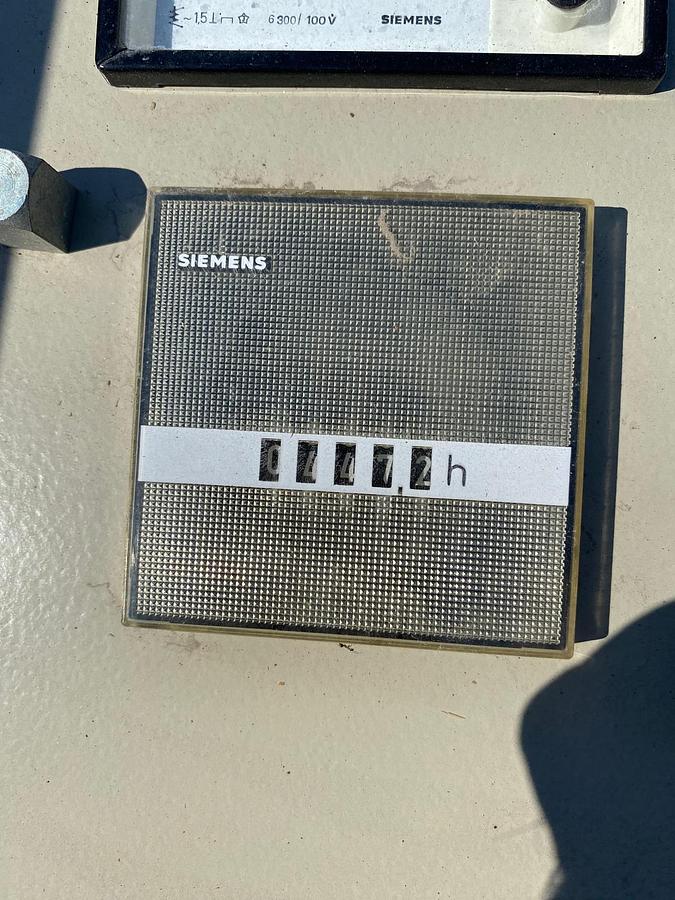 ~1,5 6300/100V SIEMENS
SIEMENS
0447,2 h